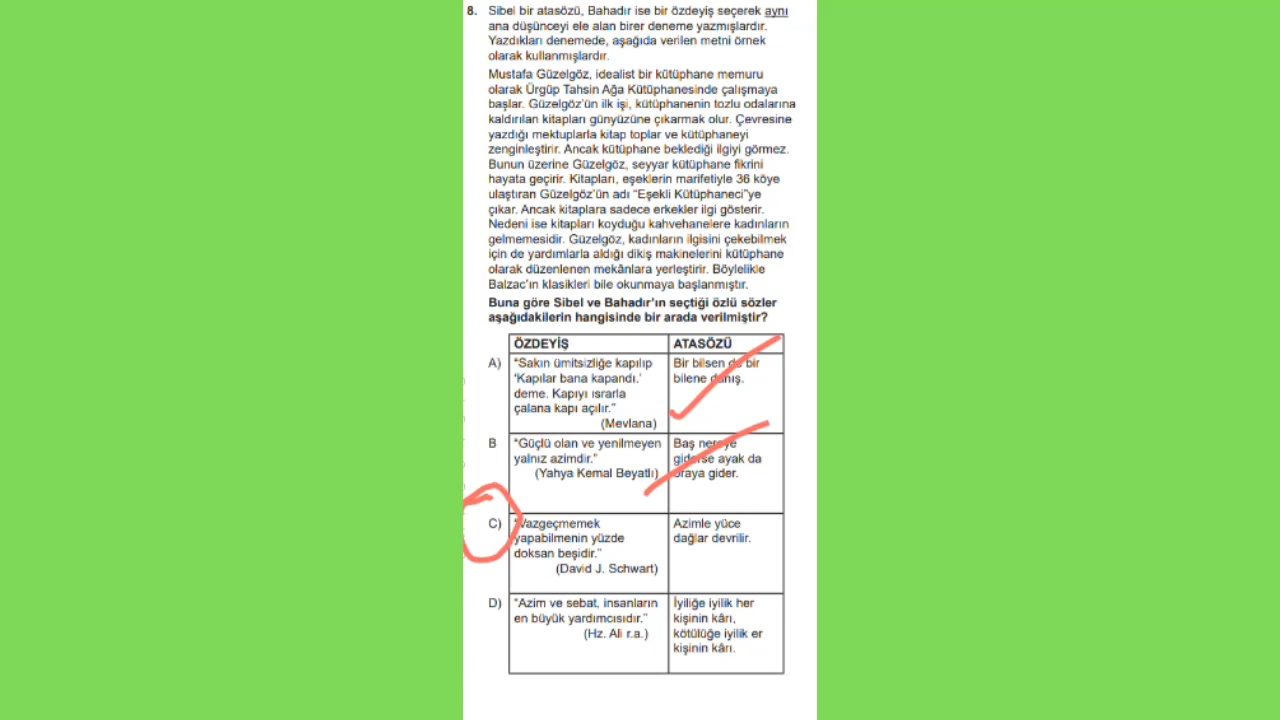 8. Sibel bir atasözü, Bahadır ise bir özdeyiş seçerek aynı
ana düşünceyi ele alan birer deneme yazmışlardır.
Yazdıkları denemede, aşağıda verilen metni örnek
olarak kullanmışlardır.
Mustafa Güzelgöz, idealist bir kütüphane memuru
olarak Ürgüp Tahsin Ağa Kütüphanesinde çalışmaya
başlar. Güzelgöz'ün ilk işi, kütüphanenin tozlu odalarına
kaldırılan kitapları günyüzüne çıkarmak olur. Çevresine
yazdığı mektuplarla kitap toplar ve kütüphaneyi
zenginleştirir. Ancak kütüphane beklediği ilgiyi görmez.
Bunun üzerine Güzelgöz, seyyar kütüphane fikrini
hayata geçirir. Kitapları, eşeklerin marifetiyle 36 köye
ulaştıran Güzelgöz'ün adı "Eşekli Kütüphaneci"ye
çıkar. Ancak kitaplara sadece erkekler ilgi gösterir.
Nedeni ise kitapları koyduğu kahvehanelere kadınların
gelmemesidir. Güzelgöz, kadınların ilgisini çekebilmek
için de yardımlarla aldığı dikiş makinelerini kütüphane
olarak düzenlenen mekânlara yerleştirir. Böylelikle
Balzac'ın klasikleri bile okunmaya başlanmıştır.
Buna göre Sibel ve Bahadır'ın seçtiği özlü sözler
aşağıdakilerin hangisinde bir arada verilmiştir?
ÖZDEYİŞ ATASÖZÜ
A) "Sakın ümitsizliğe kapılıp
'Kapılar bana kapandı.'
deme. Kapıyı ısrarla
çalana kapı açılır."
(Mevlana)
Bir bilsen de bir
bilene danış.
B "Güçlü olan ve yenilmeyen
yalnız azimdir."
(Yahya Kemal Beyatlı)
Baş nereye
giderse ayak da
oraya gider.
C) "Vazgeçmemek
yapabilmenin yüzde
doksan beşidir."
(David J. Schwart)
Azimle yüce
dağlar devrilir.
D) "Azim ve sebat, insanların
en büyük yardımcısıdır."
(Hz. Ali r.a.)
İyiliğe iyilik her
kişinin kârı,
kötülüğe iyilik er
kişinin kârı.